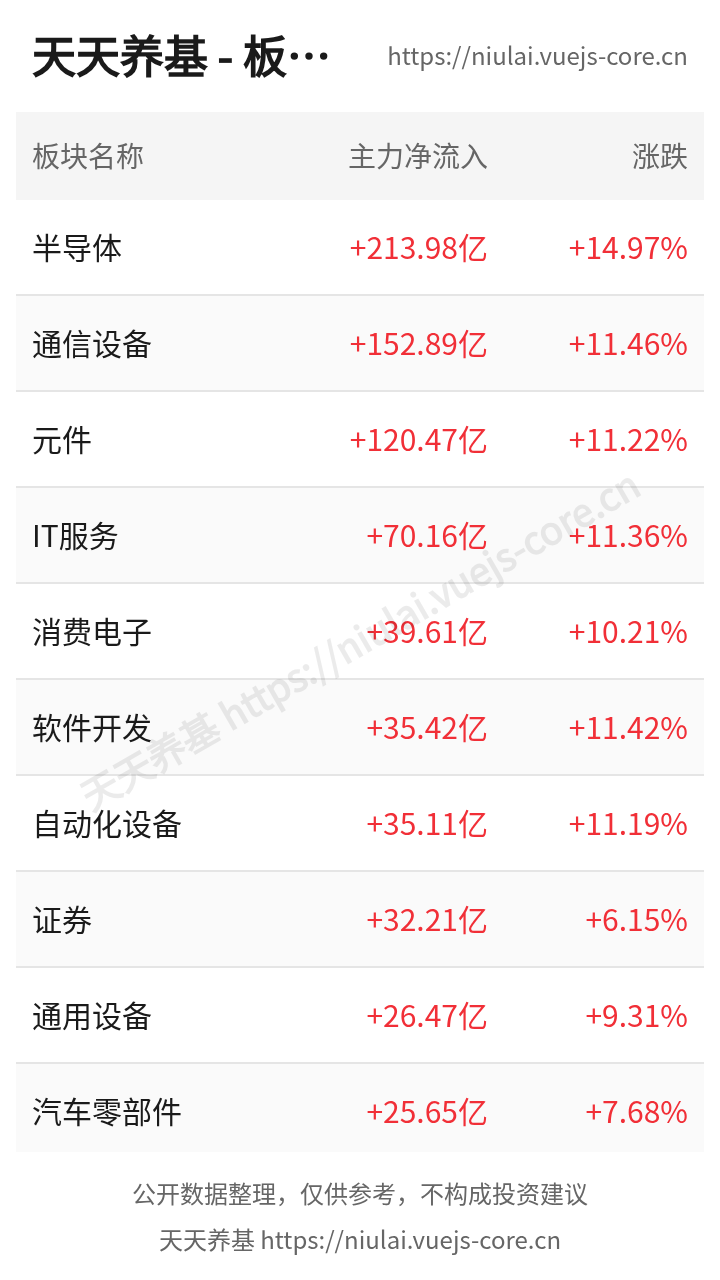 天天养基 - 板… https://niulai.vuejs-core.cn
板块名称 主力净流入 涨跌
半导体 +213.98亿 +14.97%
通信设备 +152.89亿 +11.46%
元件 +120.47亿 +11.22%
IT服务 +70.16亿 +11.36%
消费电子 +39.61亿 +10.21%
软件开发 +35.42亿 +11.42%
自动化设备 +35.11亿 +11.19%
证券 +32.21亿 +6.15%
通用设备 +26.47亿 +9.31%
汽车零部件 +25.65亿 +7.68%
天天养基 https://niulai.vuejs-core.cn
公开数据整理，仅供参考，不构成投资建议
天天养基 https://niulai.vuejs-core.cn